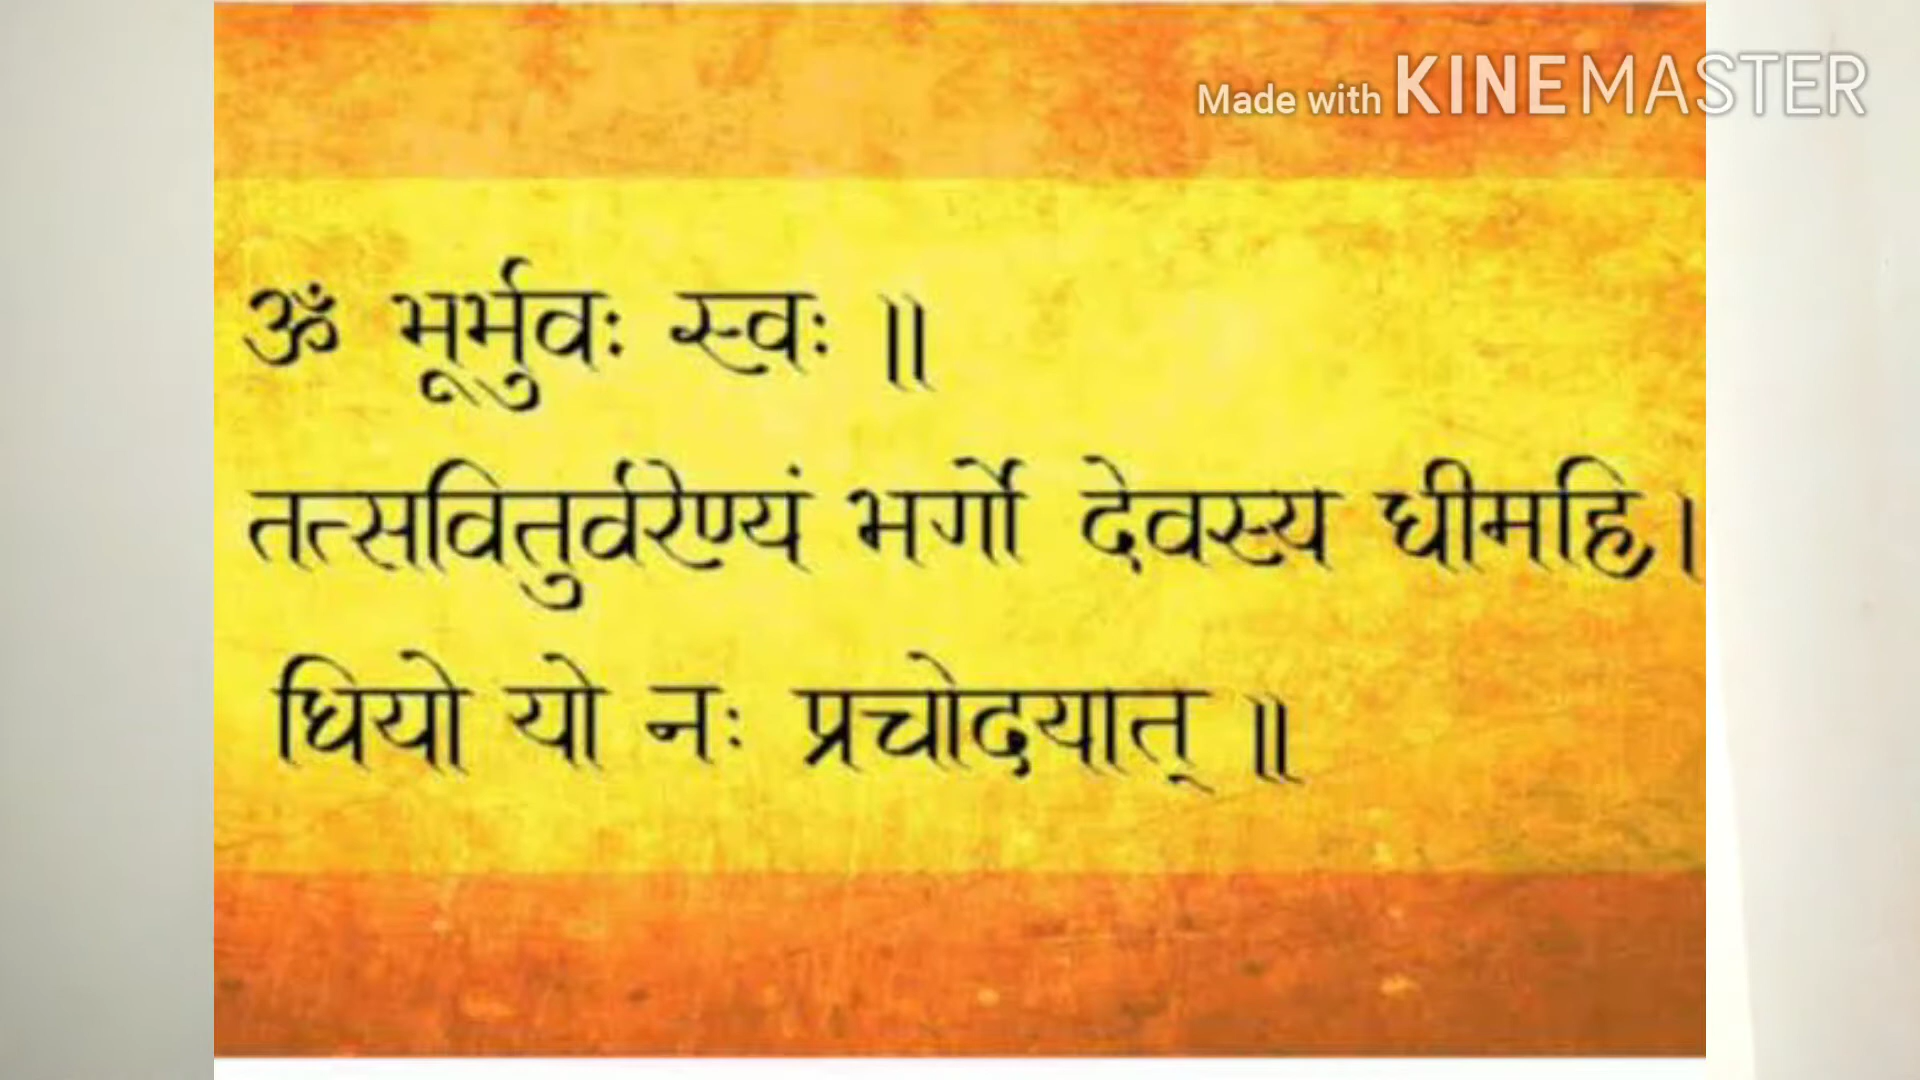 Made with KINEMASTER
ॐ भूर्भुवः स्वः ॥
तत्सवितुर्वरेण्यं भर्गो देवस्य धीमहि।
धियो यो नः प्रचोदयात् ॥